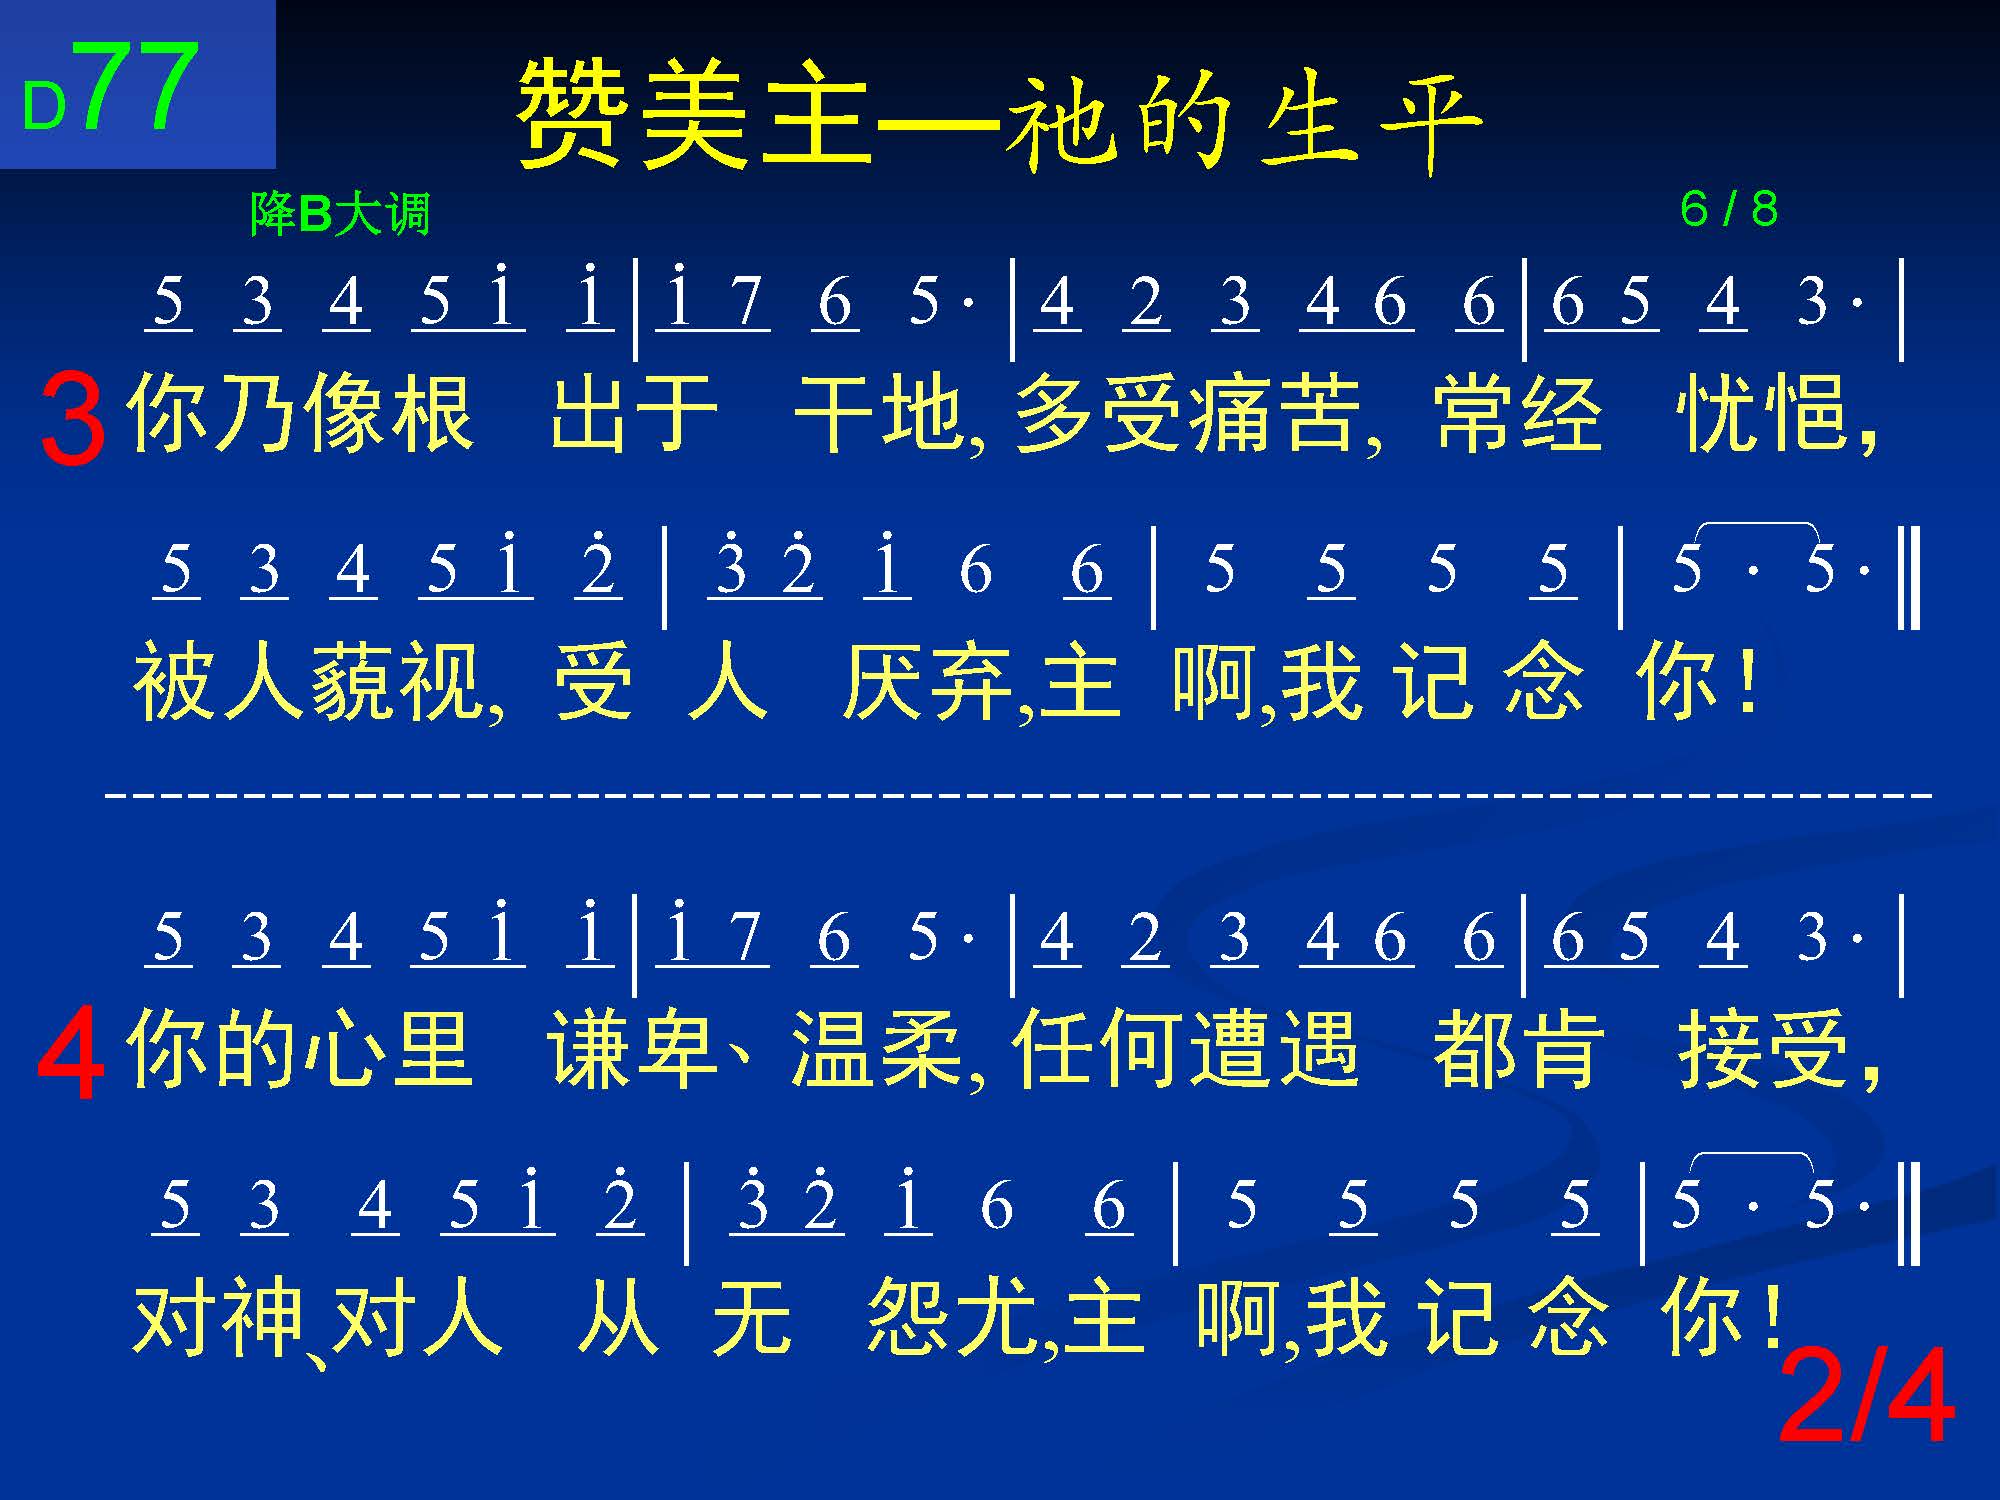 D77
赞美主—祂的生平
降B大调 6 / 8
5 3 4 5 i i | i 7 6 5 · | 4 2 3 4 6 6 | 6 5 4 3 · |
3 你乃像根 出于 干地, 多受痛苦, 常经 忧悒，
5 3 4 5 i 2̇ | 3̇ 2̇ i 6 6 | 5 5 5 5 | 5 · 5 · ‖
被人藐视, 受 人 厌弃,主 啊,我 记 念 你！
5 3 4 5 i i | i 7 6 5 · | 4 2 3 4 6 6 | 6 5 4 3 · |
4 你的心里 谦卑、温柔, 任何遭遇 都肯 接受，
5 3 4 5 i 2̇ | 3̇ 2̇ i 6 6 | 5 5 5 5 | 5 · 5 · ‖
对神、对人 从 无 怨尤,主 啊,我 记 念 你！
2/4